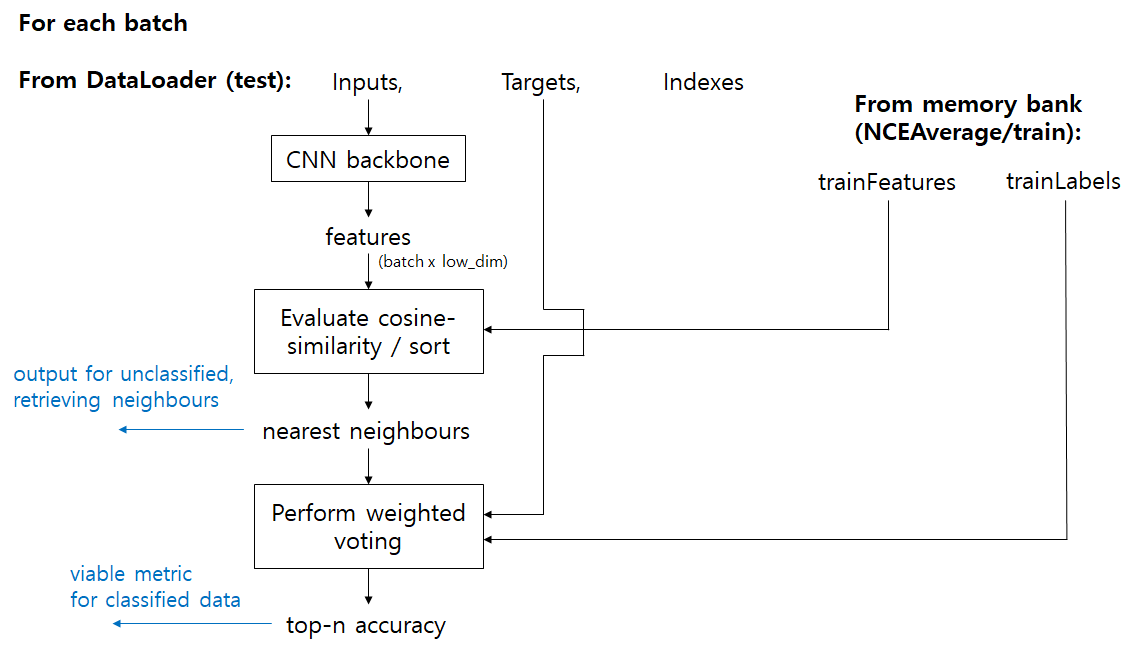 For each batch
From DataLoader (test): Inputs, Targets, Indexes
From memory bank
(NCEAverage/train):
CNN backbone
trainFeatures trainLabels
features
(batch x low_dim)
Evaluate cosine-
similarity / sort
output for unclassified,
retrieving neighbours
nearest neighbours
Perform weighted
voting
viable metric
for classified data
top-n accuracy